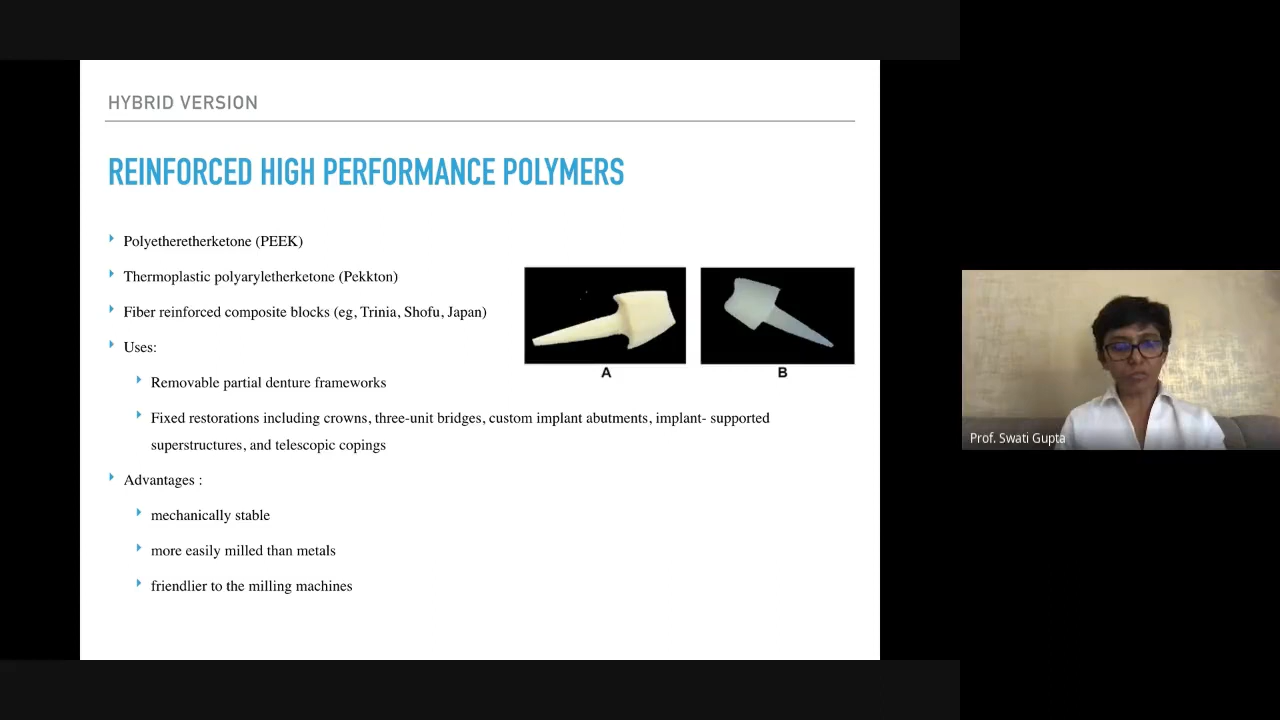 HYBRID VERSION
REINFORCED HIGH PERFORMANCE POLYMERS
Polyetheretherketone (PEEK)
Thermoplastic polyaryletherketone (Pekkton)
Fiber reinforced composite blocks (eg, Trinia, Shofu, Japan)
Uses:
Removable partial denture frameworks
Fixed restorations including crowns, three-unit bridges, custom implant abutments, implant- supported
superstructures, and telescopic copings
Advantages :
mechanically stable
more easily milled than metals
friendlier to the milling machines
A
B
Prof. Swati Gupta